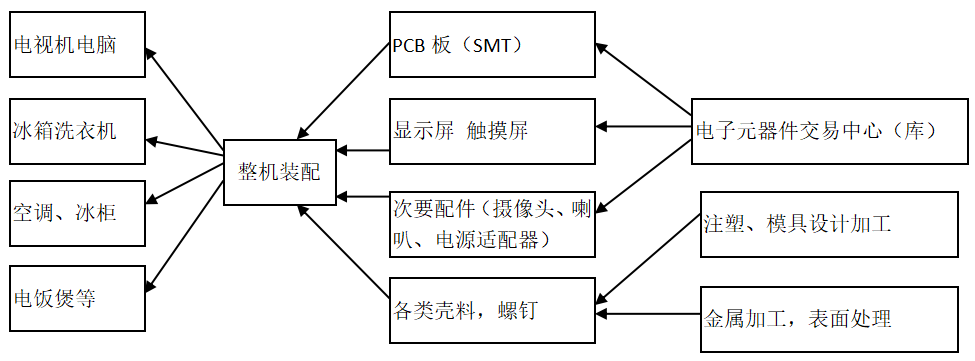 电视机电脑
冰箱洗衣机
空调、冰柜
电饭煲等
整机装配
PCB 板（SMT）
显示屏 触摸屏
次要配件（摄像头、喇
叭、电源适配器）
各类壳料，螺钉
电子元器件交易中心（库）
注塑、模具设计加工
金属加工，表面处理